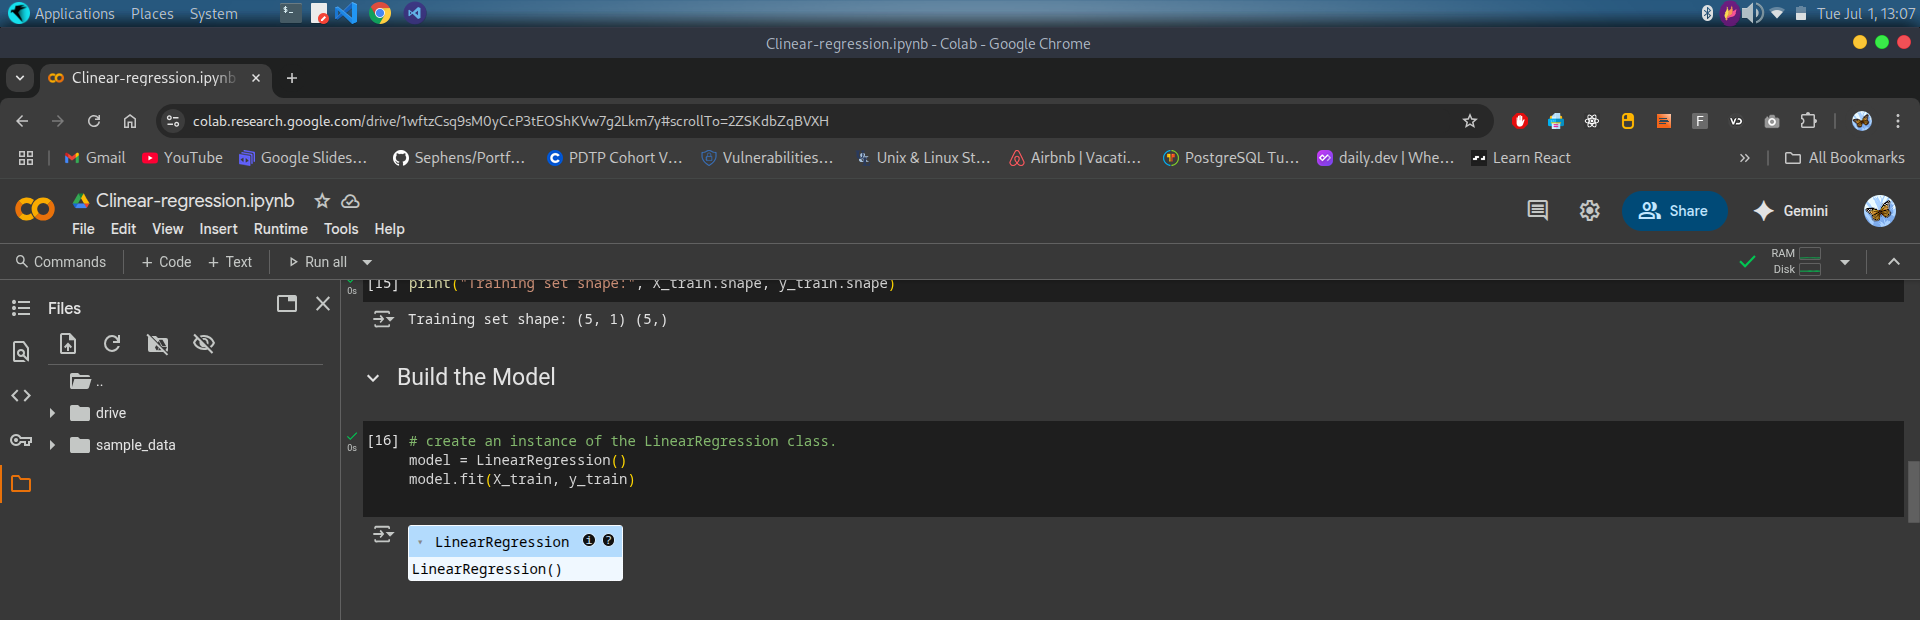 Applications Places System
Tue Jul 1, 13:07
Clinear-regression.ipynb - Colab - Google Chrome
Clinear-regression.ipynb
colab.research.google.com/drive/1wftzCsq9sM0yCcP3tEOShKVw7g2Lkm7y#scrollTo=2ZSKdbZqBVXH
Gmail YouTube Google Slides... Sephens/Portf... PDTP Cohort V... Vulnerabilities... Unix & Linux St... Airbnb | Vacati... PostgreSQL Tu... daily.dev | Whe... Learn React » All Bookmarks
Clinear-regression.ipynb
File Edit View Insert Runtime Tools Help
Share Gemini
Commands + Code + Text Run all
RAM
Disk
Files
..
drive
sample_data
[15] print("Training set shape:", X_train.shape, y_train.shape)
0s
Training set shape: (5, 1) (5,)
Build the Model
[16] # create an instance of the LinearRegression class.
0s
model = LinearRegression()
model.fit(X_train, y_train)
LinearRegression i ?
LinearRegression()